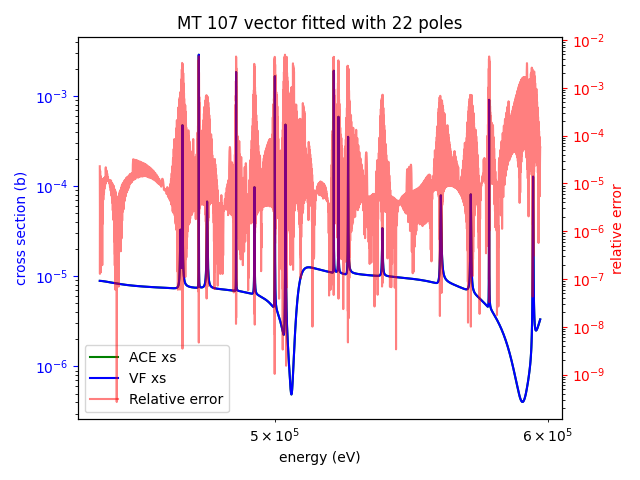 MT 107 vector fitted with 22 poles
cross section (b)
10⁻³
10⁻⁴
10⁻⁵
10⁻⁶
10⁻²
10⁻³
10⁻⁴
10⁻⁵
10⁻⁶
10⁻⁷
10⁻⁸
10⁻⁹
relative error
ACE xs
VF xs
Relative error
5 × 10⁵
6 × 10⁵
energy (eV)